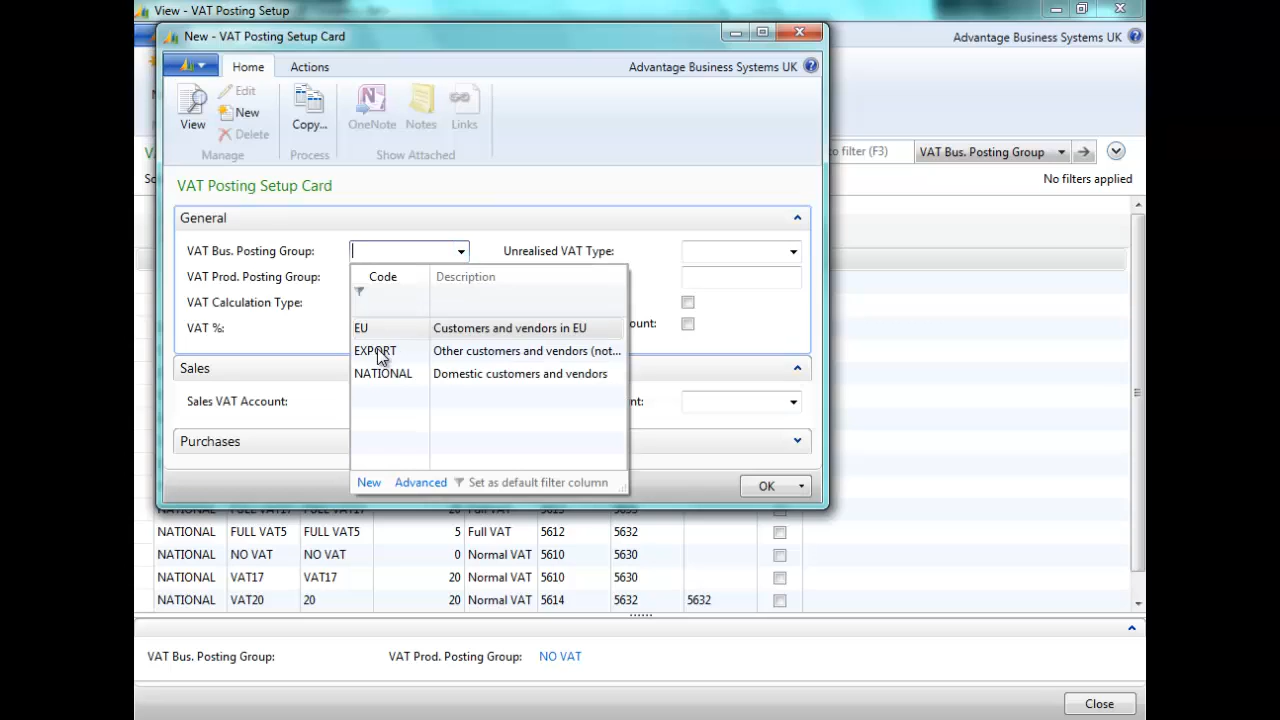 View - VAT Posting Setup
New - VAT Posting Setup Card
Advantage Business Systems UK
Home Actions Advantage Business Systems UK
View Edit New Delete Copy... OneNote Notes Links
Manage Process Show Attached
to filter (F3) VAT Bus. Posting Group
VAT Posting Setup Card No filters applied
General
VAT Bus. Posting Group: Unrealised VAT Type:
VAT Prod. Posting Group: Code Description
VAT Calculation Type:
VAT %: EU Customers and vendors in EU
EXPORT Other customers and vendors (not...
Sales NATIONAL Domestic customers and vendors
Sales VAT Account:
Purchases
New Advanced Set as default filter column OK
NATIONAL FULL VAT5 FULL VAT5 5 Full VAT 5612 5632
NATIONAL NO VAT NO VAT 0 Normal VAT 5610 5630
NATIONAL VAT17 VAT17 20 Normal VAT 5610 5630
NATIONAL VAT20 20 20 Normal VAT 5614 5632 5632
VAT Bus. Posting Group: VAT Prod. Posting Group: NO VAT
Close